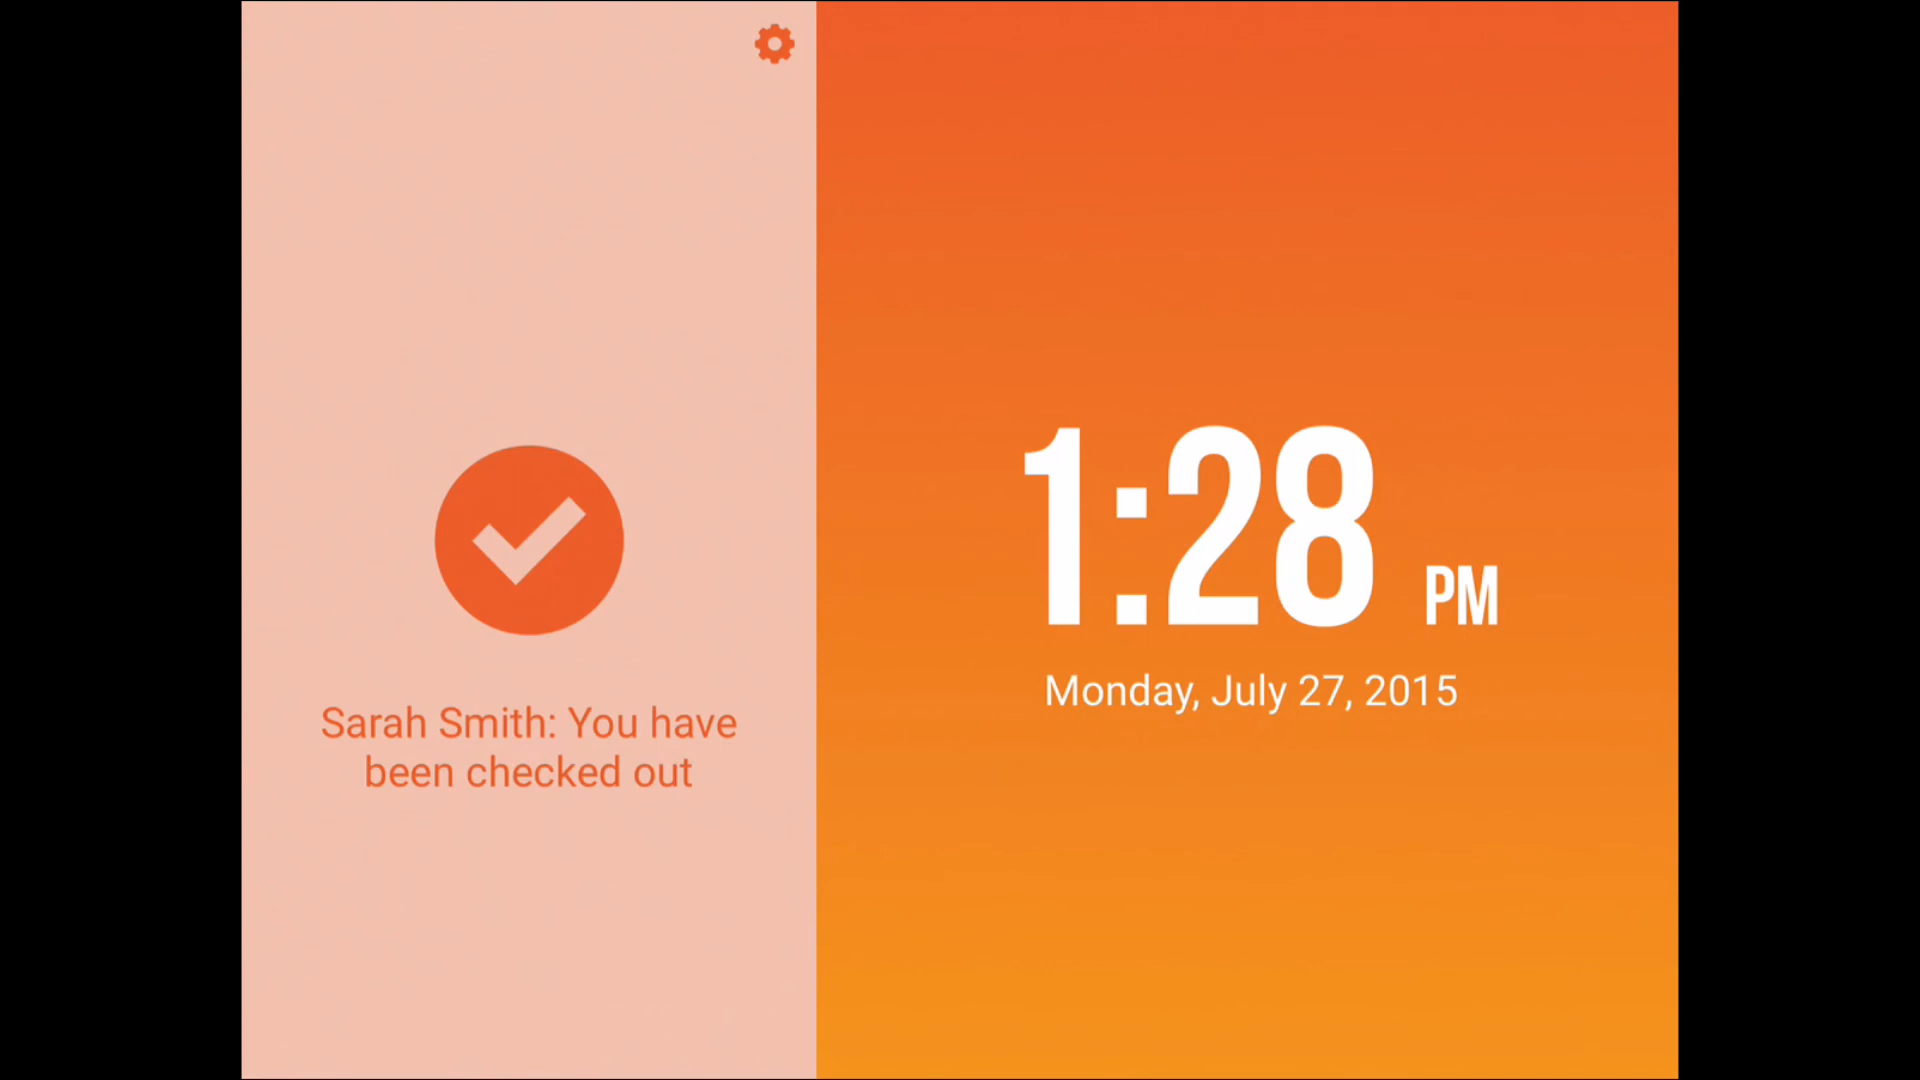 Sarah Smith: You have
been checked out
1:28 PM
Monday, July 27, 2015